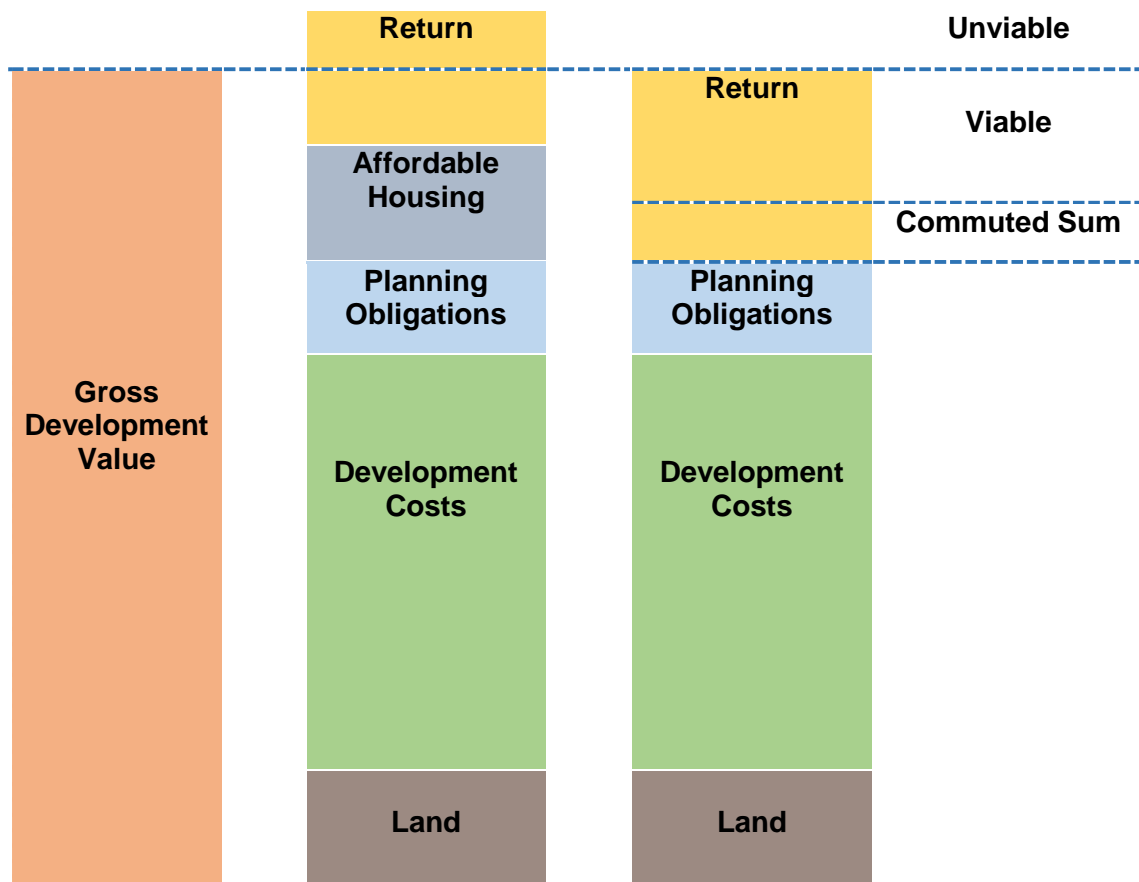 Return
Unviable
Return
Viable
Affordable
Housing
Commuted Sum
Planning
Obligations
Planning
Obligations
Gross
Development
Value
Development
Costs
Development
Costs
Land
Land